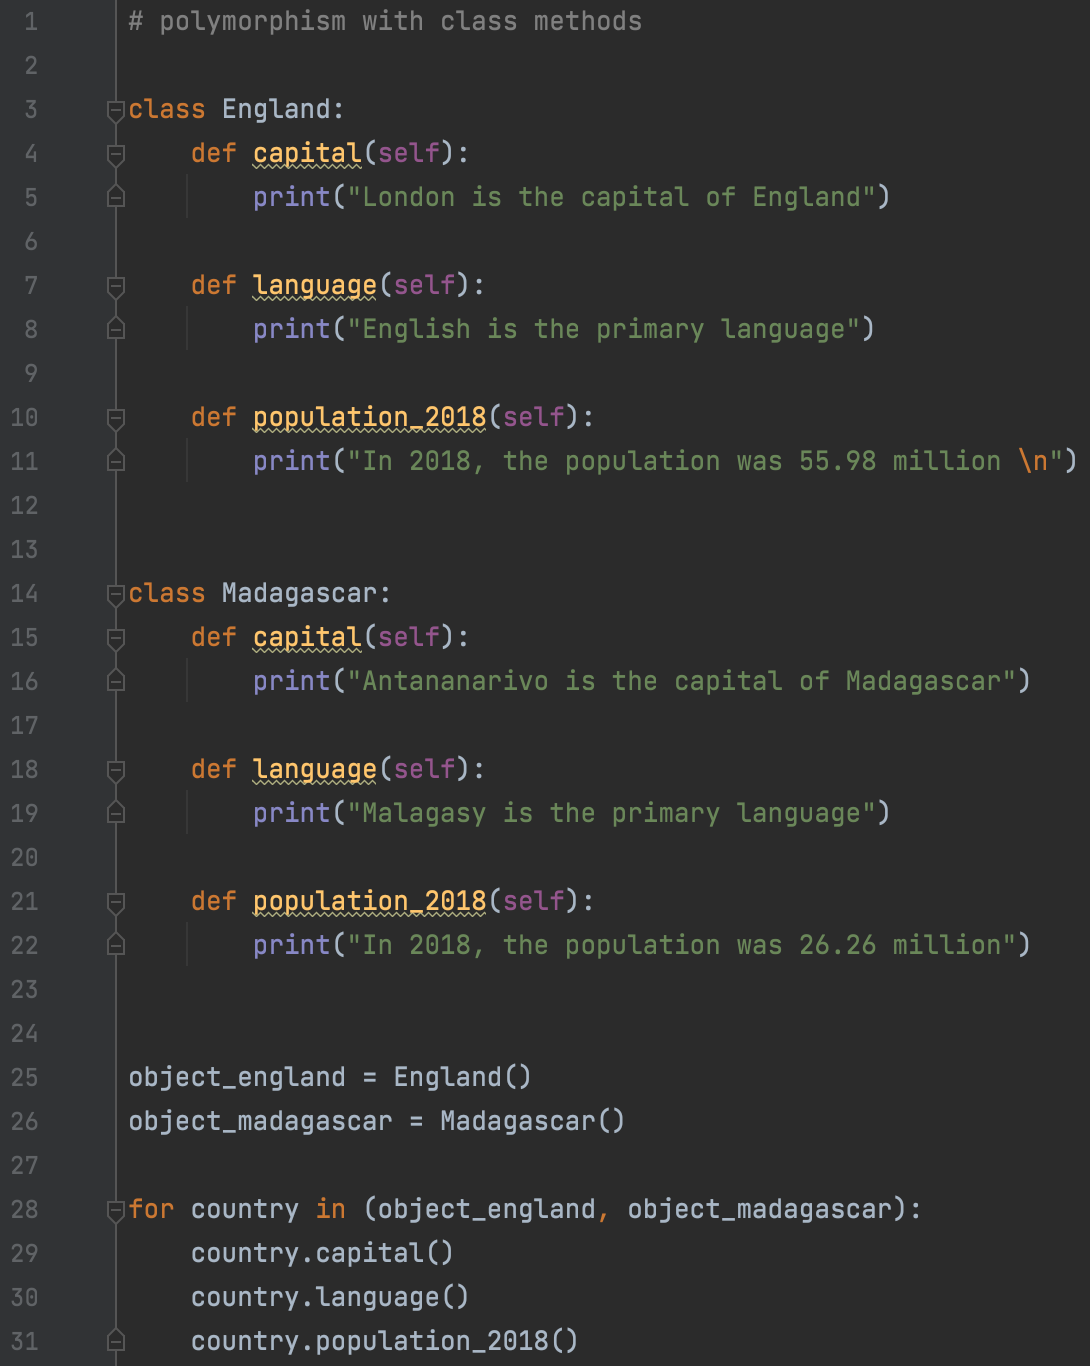 1 # polymorphism with class methods
2
3 class England:
4     def capital(self):
5         print("London is the capital of England")
6
7     def language(self):
8         print("English is the primary language")
9
10     def population_2018(self):
11         print("In 2018, the population was 55.98 million \n")
12
13
14 class Madagascar:
15     def capital(self):
16         print("Antananarivo is the capital of Madagascar")
17
18     def language(self):
19         print("Malagasy is the primary language")
20
21     def population_2018(self):
22         print("In 2018, the population was 26.26 million")
23
24
25 object_england = England()
26 object_madagascar = Madagascar()
27
28 for country in (object_england, object_madagascar):
29     country.capital()
30     country.language()
31     country.population_2018()